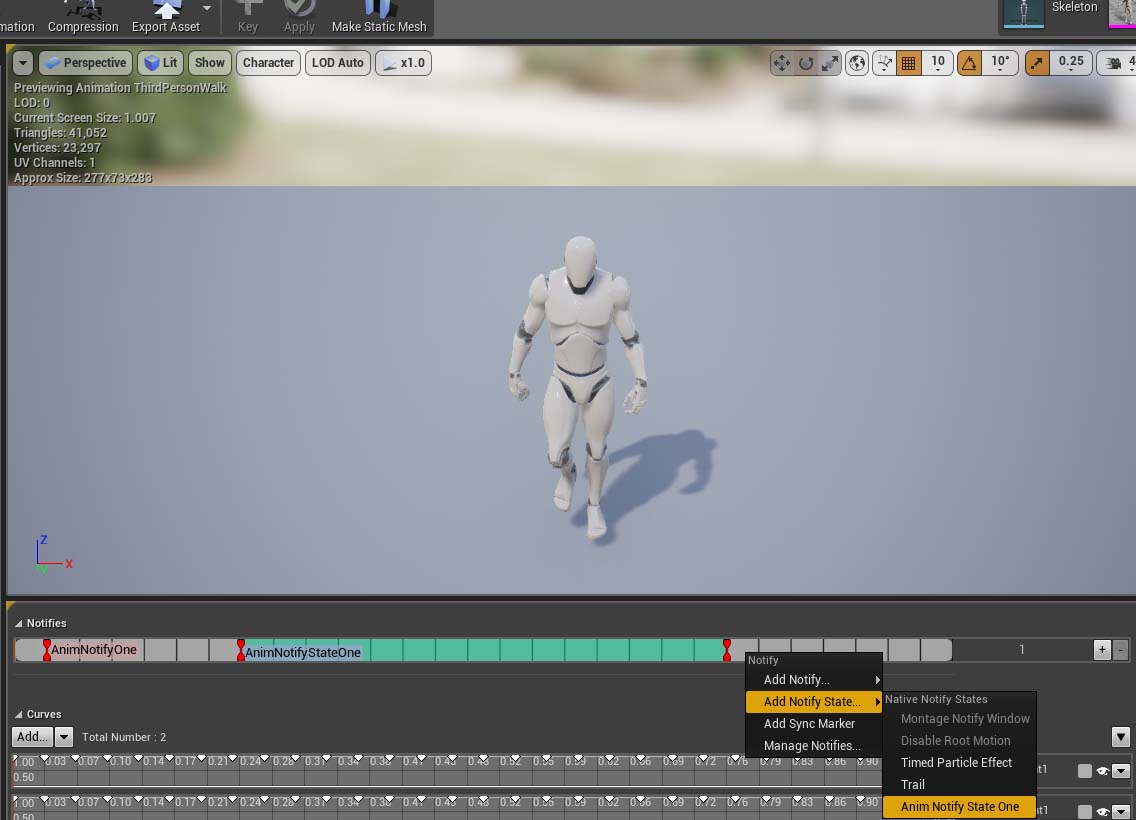 mation Compression Export Asset Key Apply Make Static Mesh Skeleton
Perspective Lit Show Character LOD Auto x1.0 10 10° 0.25 4
Previewing Animation ThirdPersonWalk
LOD: 0
Current Screen Size: 1.007
Triangles: 41,052
Vertices: 23,297
UV Channels: 1
Approx Size: 277x73x283
Z
X
Y
Notifies
AnimNotifyOne AnimNotifyStateOne 1 + -
Notify
Add Notify...
Add Notify State...
Add Sync Marker
Manage Notifies...
Native Notify States
Montage Notify Window
Disable Root Motion
Timed Particle Effect
Trail
Anim Notify State One
Curves
Add... Total Number : 2
1.00 0.03 0.07 0.10 0.14 0.17 0.21 0.24 0.28 0.31 0.34 0.38 0.41 0.45 0.48 0.52 0.55 0.59 0.62 0.66 0.69 0.72 0.76 0.79 0.83 0.86 0.90
0.50
1.00 0.03 0.07 0.10 0.14 0.17 0.21 0.24 0.28 0.31 0.34 0.38 0.41 0.45 0.48 0.52 0.55 0.59 0.62 0.66 0.69 0.72 0.76 0.79 0.83 0.86 0.90
0.50